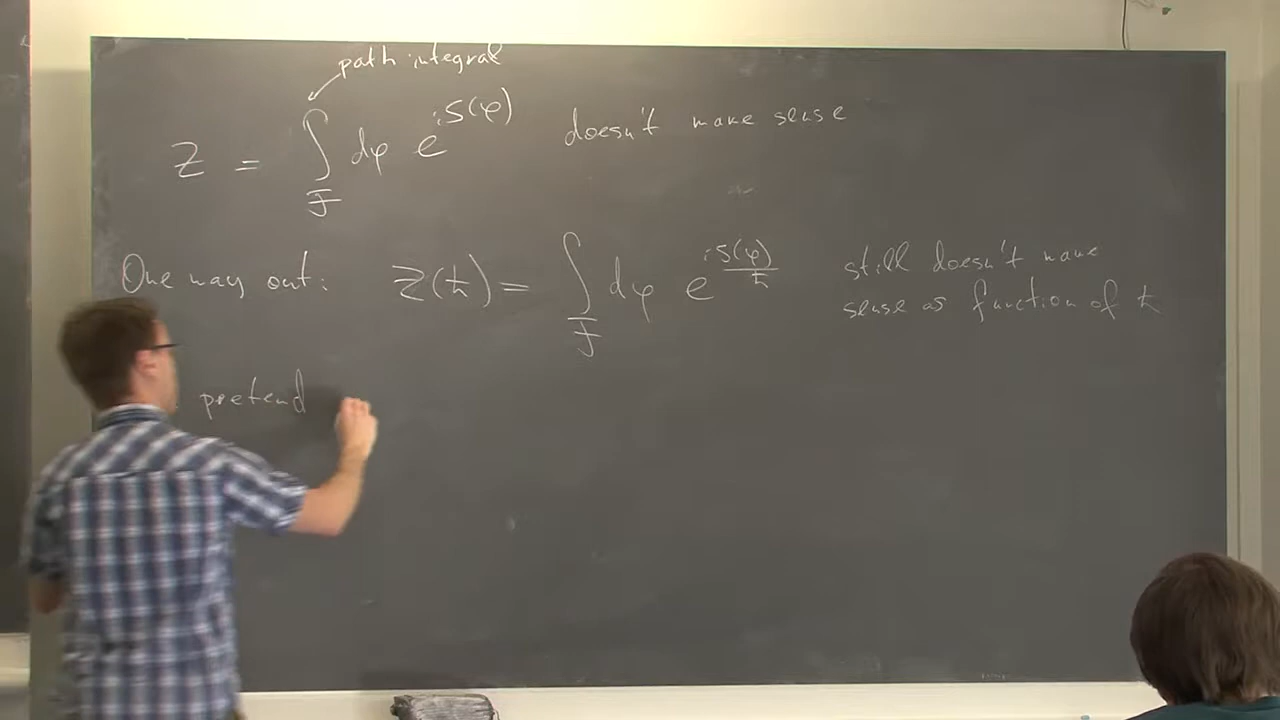 path integral
Z = ∫_F dφ e^{iS(φ)} doesn't make sense
One way out: Z(ħ) = ∫_F dφ e^{iS(φ)/ħ} still doesn't make
sense as function of ħ
pretend